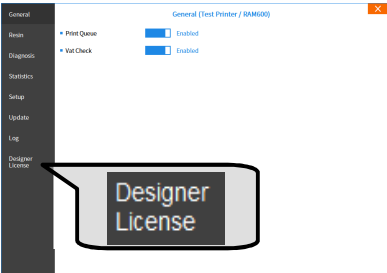 General
General (Test Printer / RAM600)
X
Resin
Print Queue
Enabled
Vat Check
Enabled
Diagnosis
Statistics
Setup
Update
Log
Designer
License
Designer
License